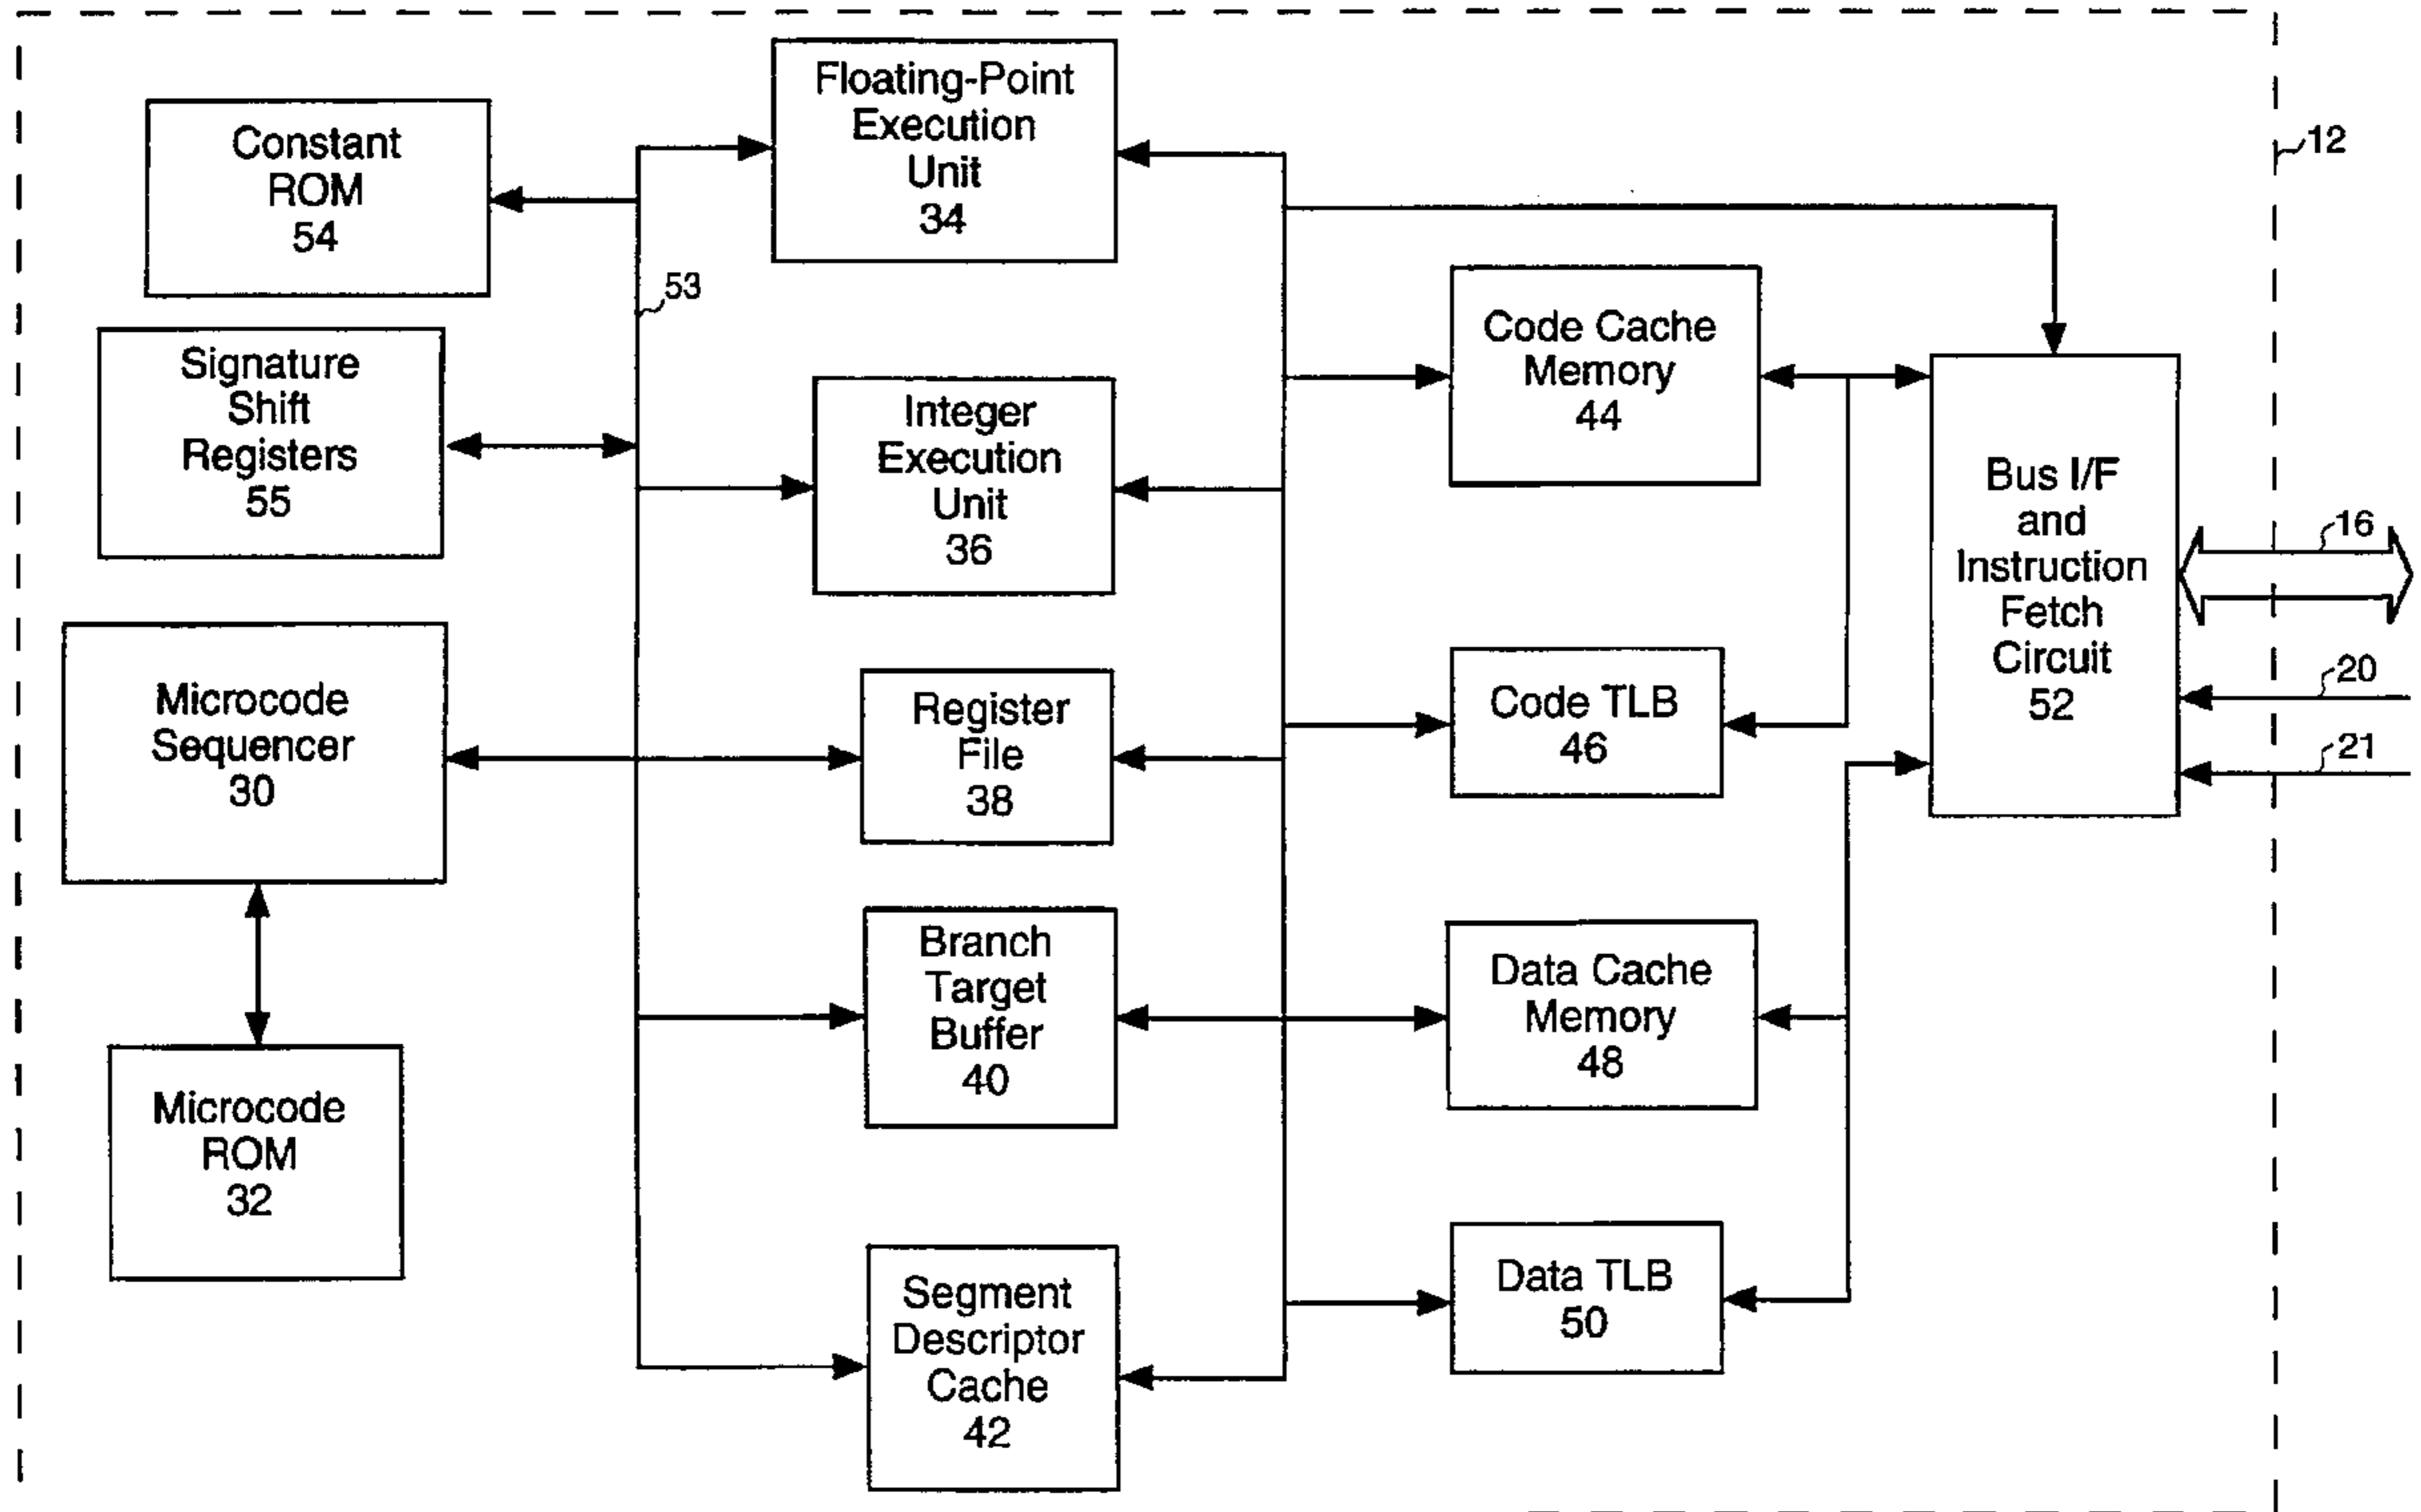 Floating-Point
Execution
Unit
34
Constant
ROM
54
12
53
Signature
Shift
Registers
55
Integer
Execution
Unit
36
Code Cache
Memory
44
Bus I/F
and
Instruction
Fetch
Circuit
52
16
20
21
Microcode
Sequencer
30
Register
File
38
Code TLB
46
Branch
Target
Buffer
40
Data Cache
Memory
48
Microcode
ROM
32
Segment
Descriptor
Cache
42
Data TLB
50